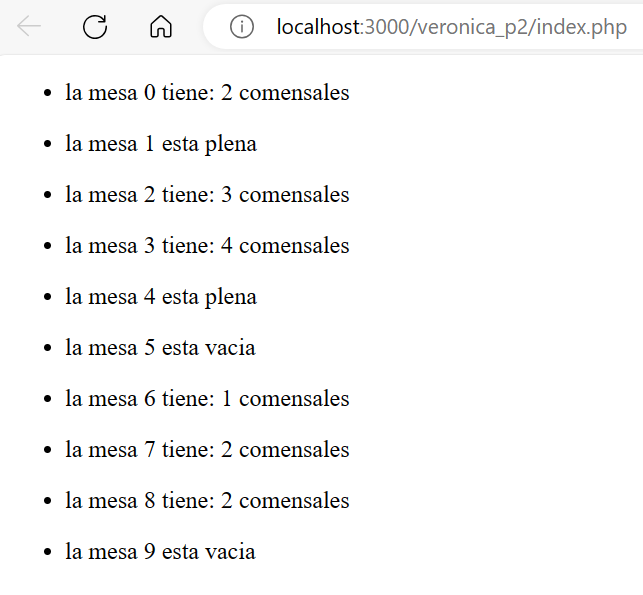 localhost:3000/veronica_p2/index.php
la mesa 0 tiene: 2 comensales
la mesa 1 esta plena
la mesa 2 tiene: 3 comensales
la mesa 3 tiene: 4 comensales
la mesa 4 esta plena
la mesa 5 esta vacia
la mesa 6 tiene: 1 comensales
la mesa 7 tiene: 2 comensales
la mesa 8 tiene: 2 comensales
la mesa 9 esta vacia